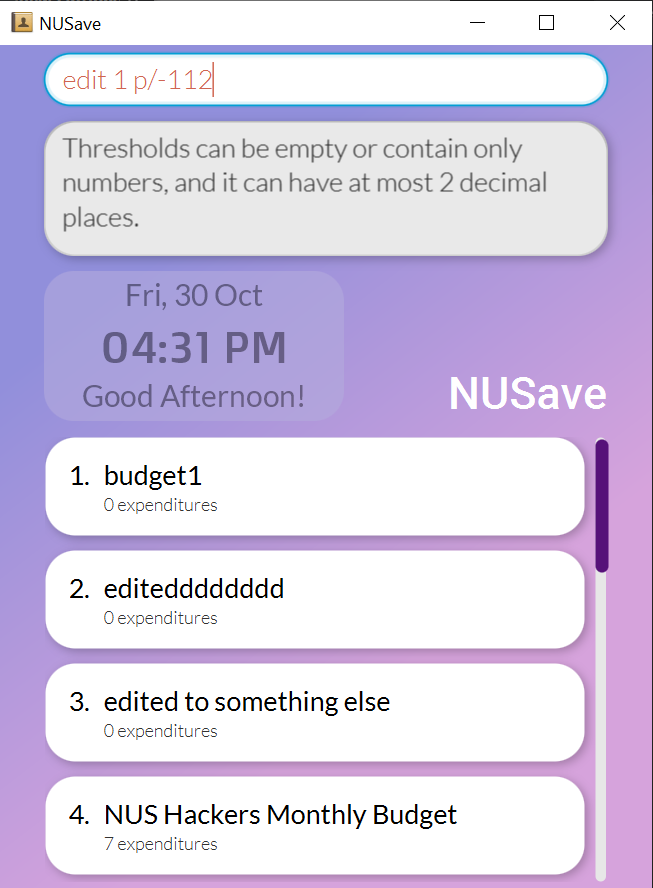 NUSave
edit 1 p/-112
Thresholds can be empty or contain only
numbers, and it can have at most 2 decimal
places.
Fri, 30 Oct
04:31 PM
Good Afternoon!
NUSave
1. budget1
0 expenditures
2. editedddddddd
0 expenditures
3. edited to something else
0 expenditures
4. NUS Hackers Monthly Budget
7 expenditures